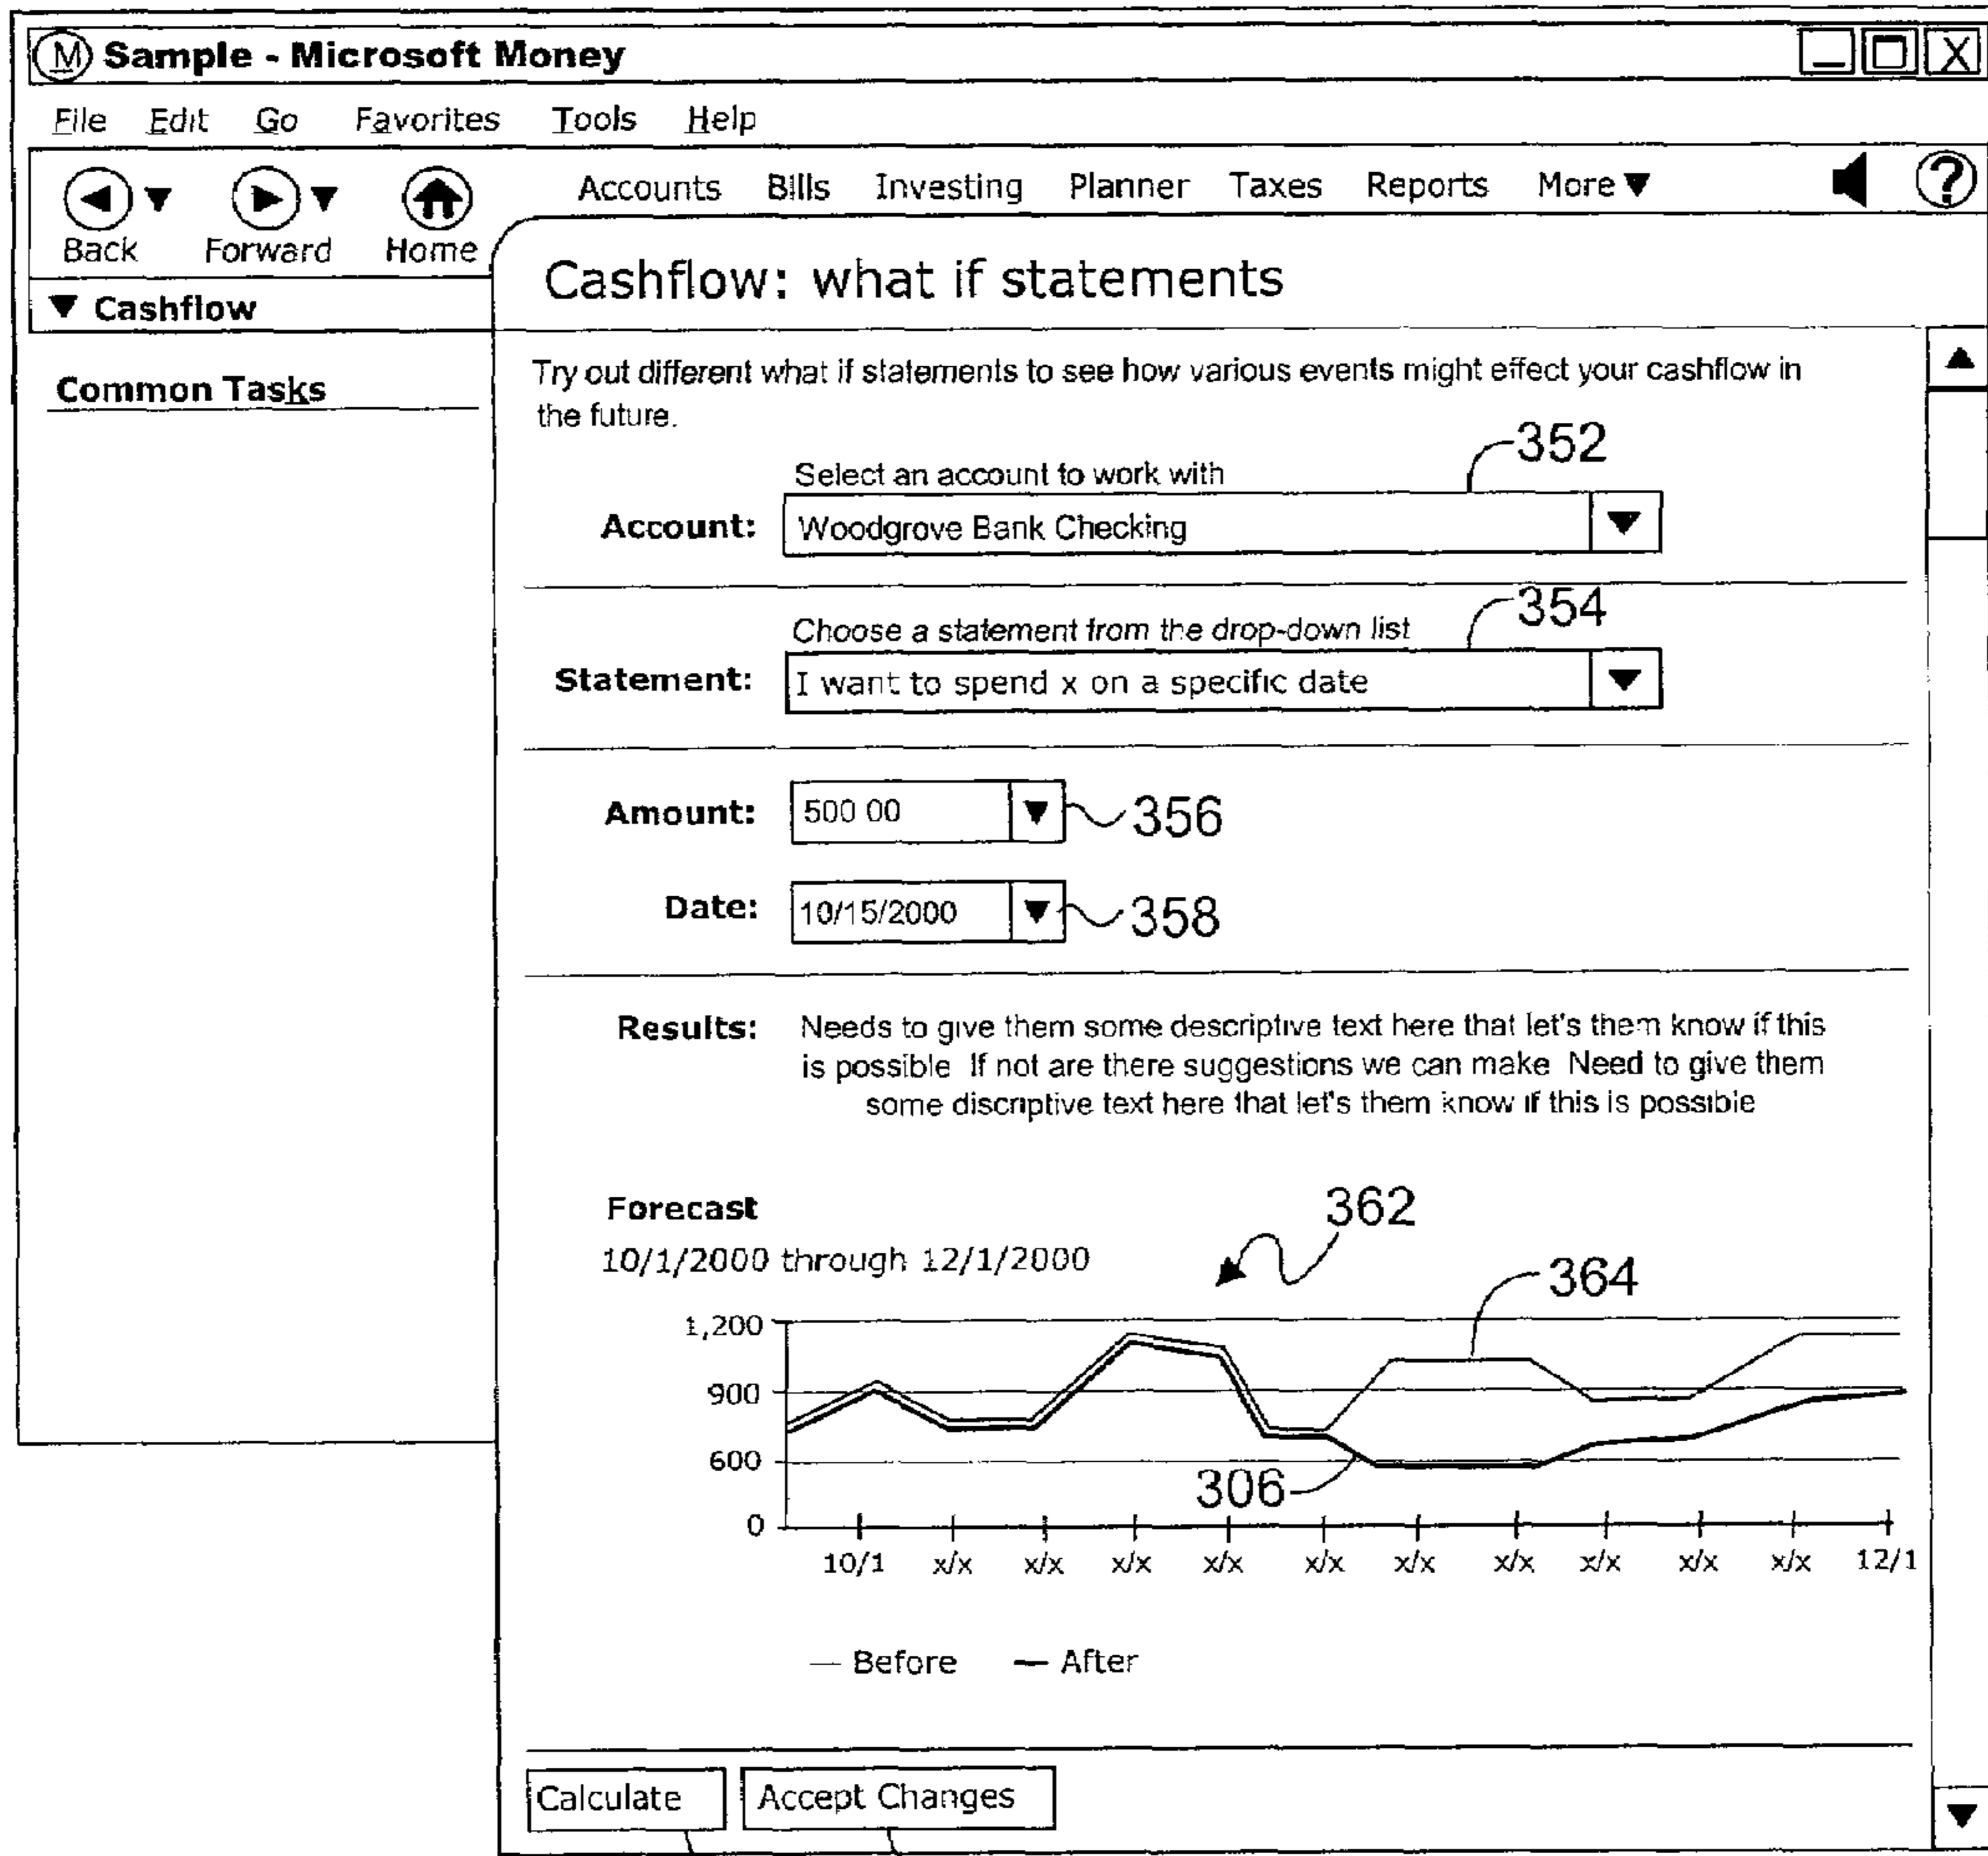 M Sample - Microsoft Money X
File Edit Go Favorites Tools Help
Accounts Bills Investing Planner Taxes Reports More ?
Back Forward Home
Cashflow: what if statements
Cashflow
Common Tasks
Try out different what if statements to see how various events might effect your cashflow in
the future.
352
Select an account to work with
Account: Woodgrove Bank Checking
354
Choose a statement from the drop-down list
Statement: I want to spend x on a specific date
Amount: 500 00 356
Date: 10/15/2000 358
Results: Needs to give them some descriptive text here that let's them know if this
is possible If not are there suggestions we can make Need to give them
some discriptive text here that let's them know if this is possible
Forecast 362
10/1/2000 through 12/1/2000
364
1,200
900
600
306
0
10/1 x/x x/x x/x x/x x/x x/x x/x x/x x/x x/x 12/1
Before After
Calculate Accept Changes